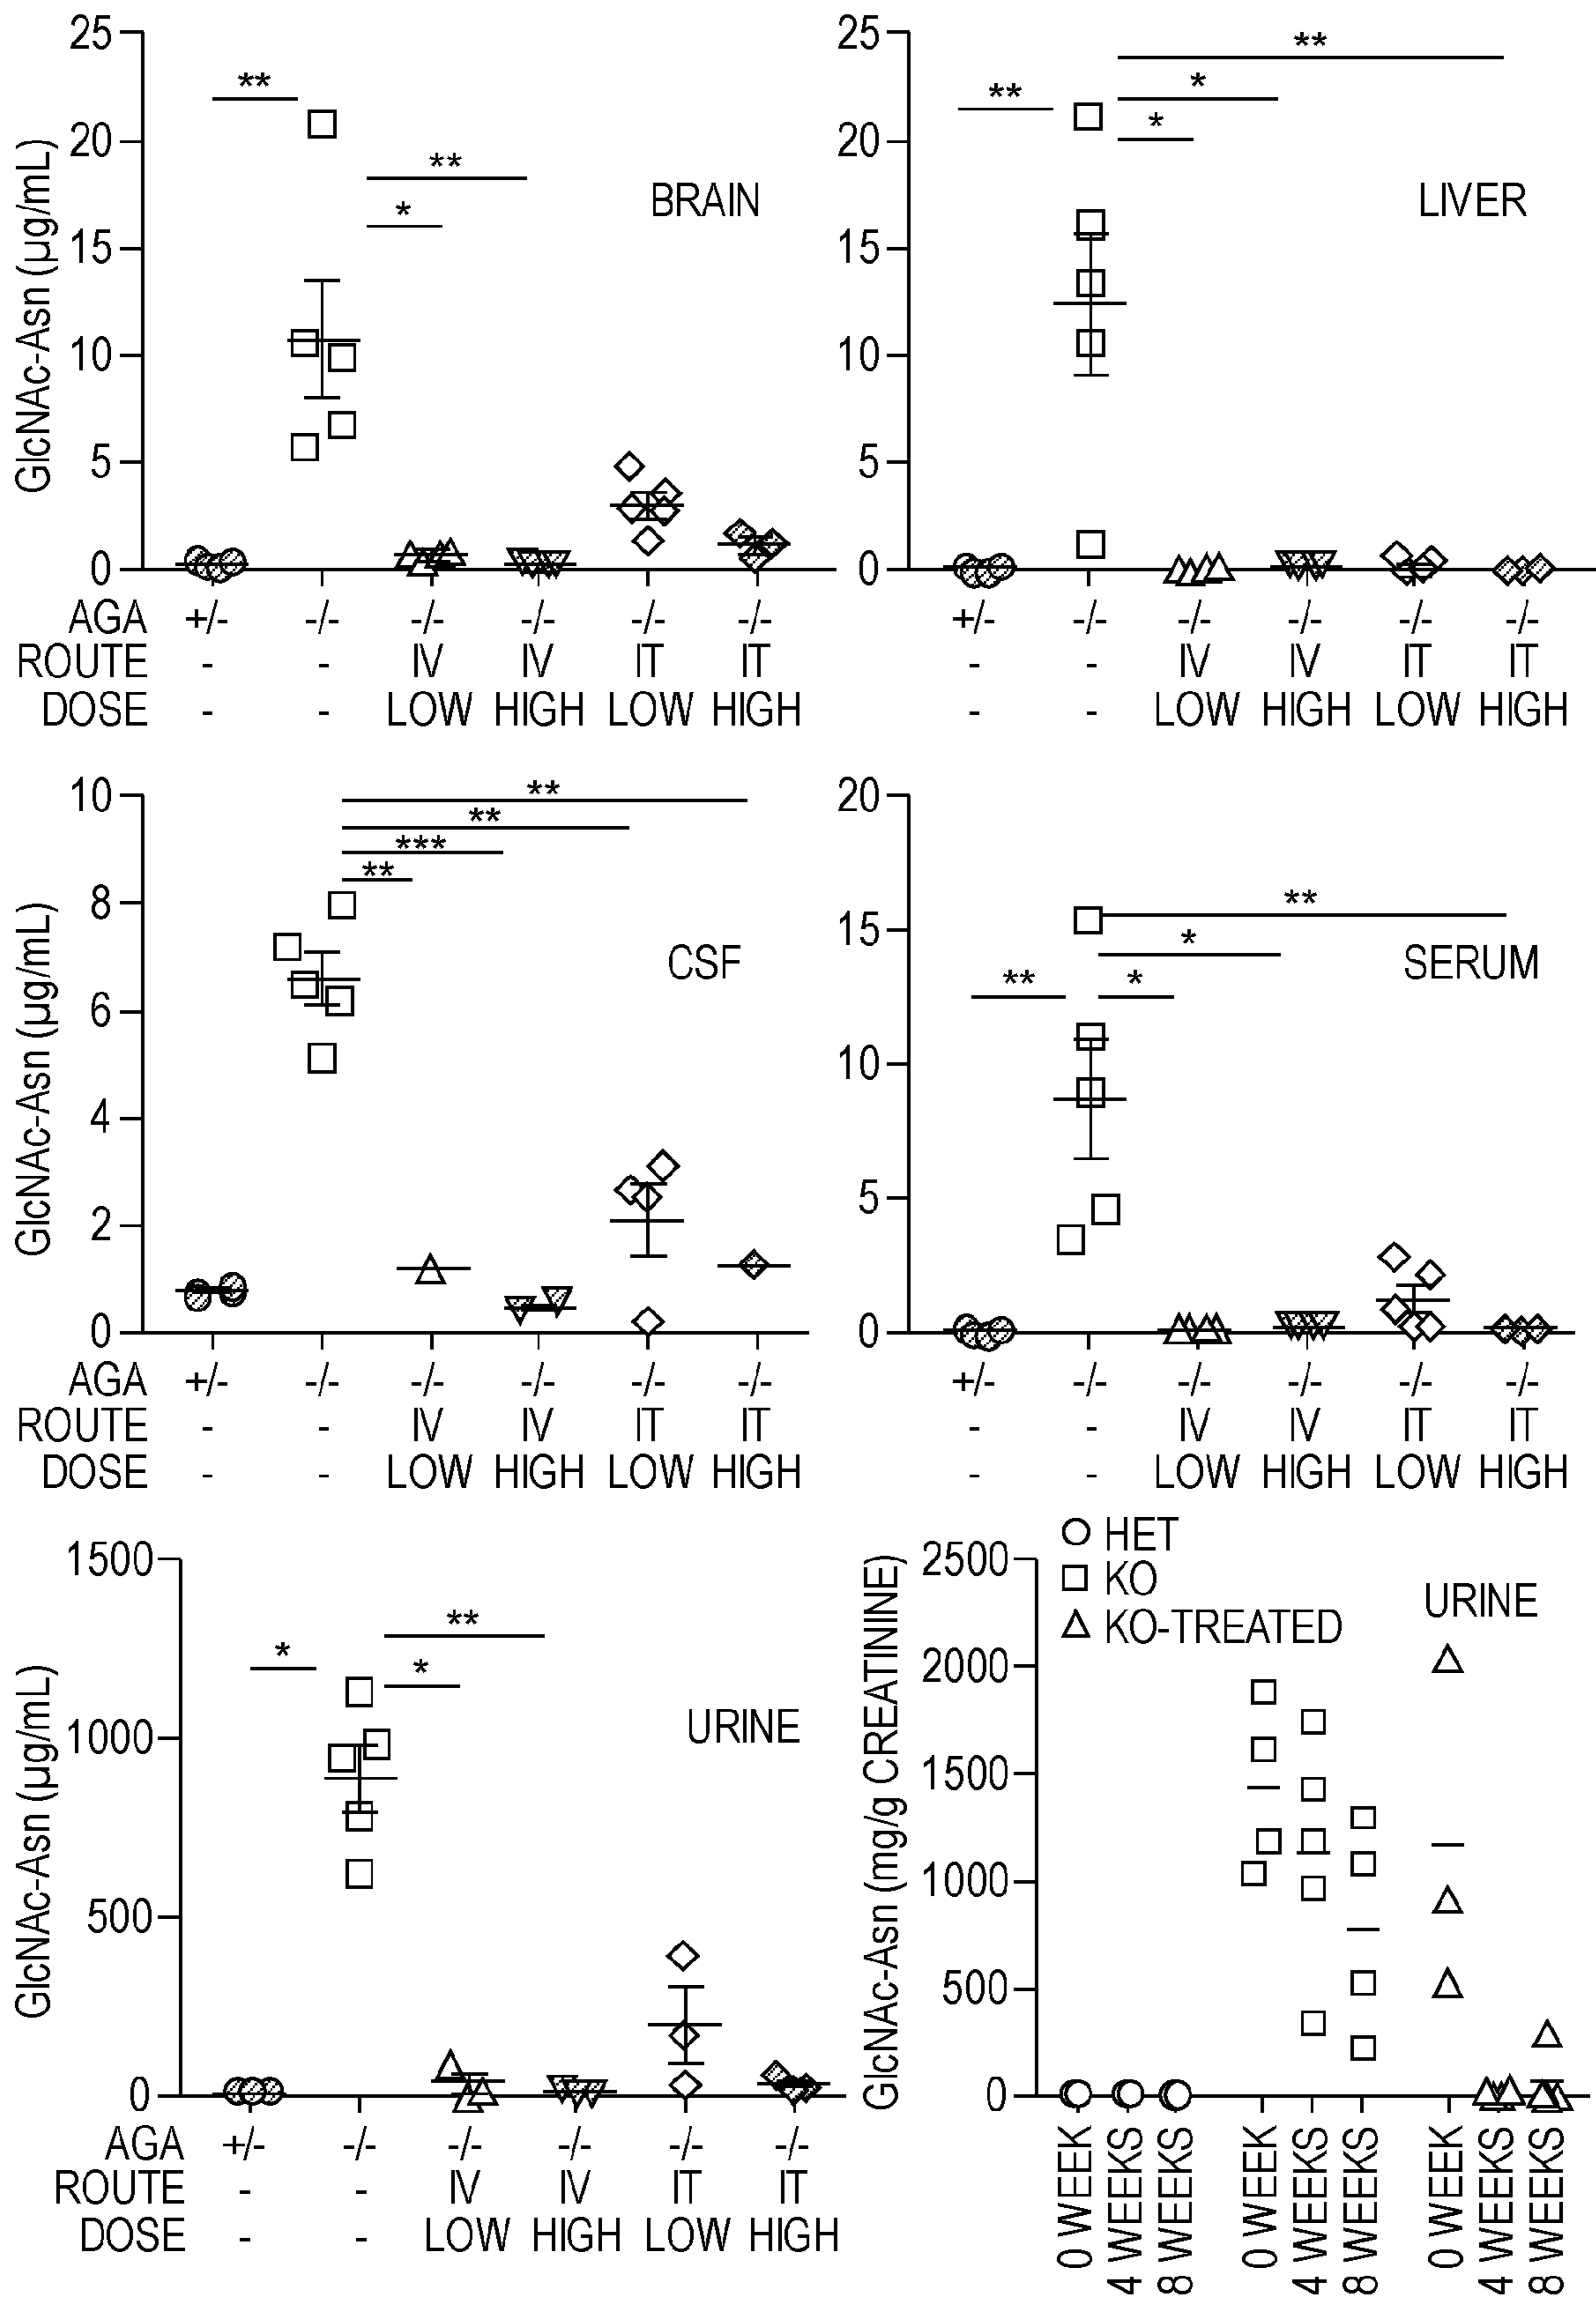 25
20
15
10
5
0
GlcNAc-Asn (µg/mL)
**
**
*
BRAIN
AGA +/- -/- -/- -/- -/- -/-
ROUTE - - IV IV IT IT
DOSE - - LOW HIGH LOW HIGH
25
20
15
10
5
0
**
**
*
*
LIVER
+/- -/- -/- -/- -/- -/-
- - IV IV IT IT
- - LOW HIGH LOW HIGH
10
8
6
4
2
0
GlcNAc-Asn (µg/mL)
**
**
***
**
CSF
AGA +/- -/- -/- -/- -/- -/-
ROUTE - - IV IV IT IT
DOSE - - LOW HIGH LOW HIGH
20
15
10
5
0
**
*
** *
SERUM
+/- -/- -/- -/- -/- -/-
- - IV IV IT IT
- - LOW HIGH LOW HIGH
1500
1000
500
0
GlcNAc-Asn (µg/mL)
**
* *
URINE
AGA +/- -/- -/- -/- -/- -/-
ROUTE - - IV IV IT IT
DOSE - - LOW HIGH LOW HIGH
HET
KO
KO-TREATED
URINE
2500
2000
1500
1000
500
0
GlcNAc-Asn (mg/g CREATININE)
0 WEEK
4 WEEKS
8 WEEKS
0 WEEK
4 WEEKS
8 WEEKS
0 WEEK
4 WEEKS
8 WEEKS